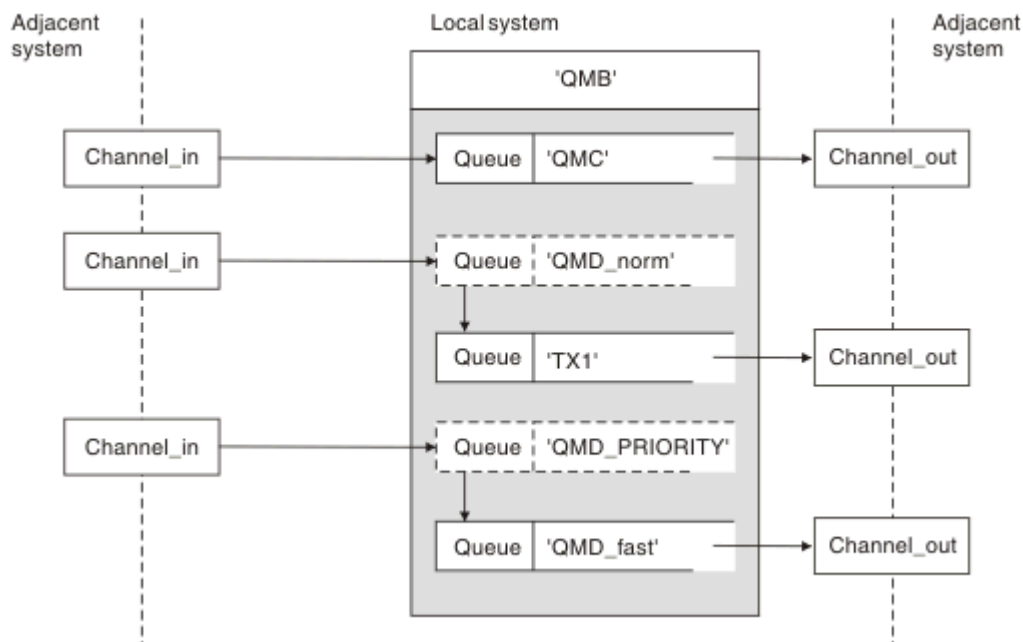 Adjacent
system
Local system
Adjacent
system
'QMB'
Channel_in
Queue 'QMC'
Channel_out
Channel_in
Queue 'QMD_norm'
Queue 'TX1'
Channel_out
Channel_in
Queue 'QMD_PRIORITY'
Queue 'QMD_fast'
Channel_out